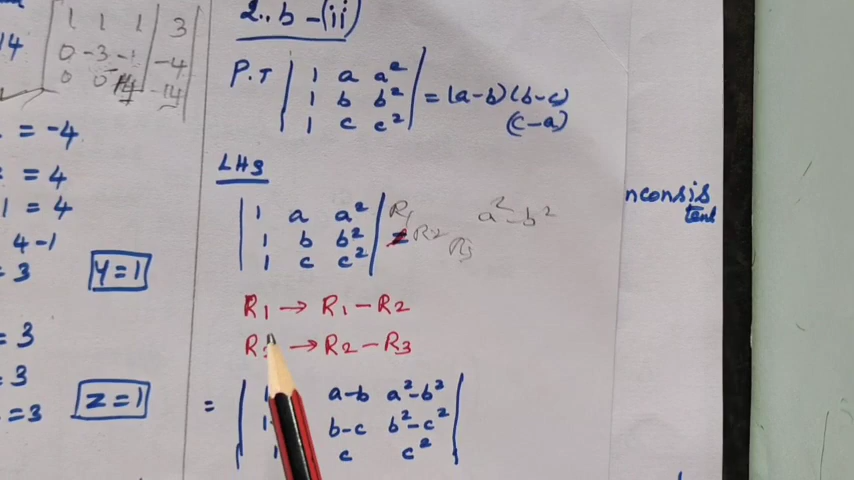 1 1 1 3
0 -3 -1 -4
0 0 14 -14
14
= -4
= 4
1 = 4
4-1
= 3
y=1
= 3
= 3
= 3
z=1
2., b - (ii)
P.T | 1 a a² |
| 1 b b² | = (a-b)(b-c)
| 1 c c² | (c-a)
LHS
| 1 a a² | R₁ a² - b²
| 1 b b² | R2
| 1 c c² | R3
R₁ → R₁ - R₂
→ R₂ - R₃
= | a-b a²-b² |
| b-c b²-c² |
| c c² |
nconsis
tent